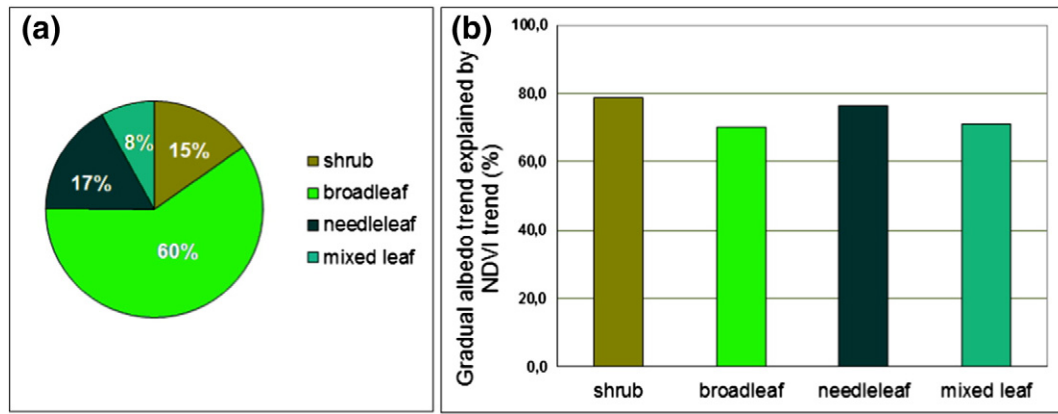 (a)
8%
15%
17%
60%
shrub
broadleaf
needleleaf
mixed leaf
(b)
Gradual albedo trend explained by
NDVI trend (%)
100,0
80,0
60,0
40,0
20,0
0,0
shrub
broadleaf
needleleaf
mixed leaf